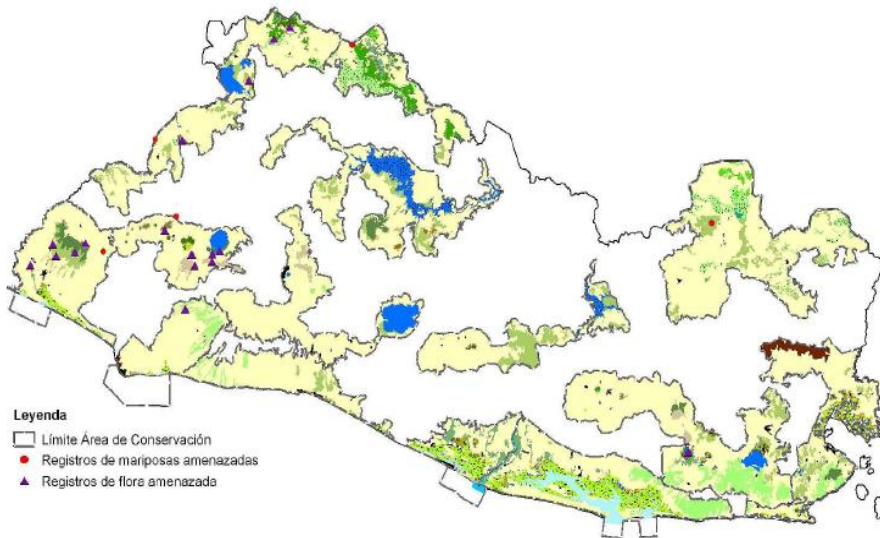 Leyenda
Límite Área de Conservación
Registros de mariposas amenazadas
Registros de flora amenazada